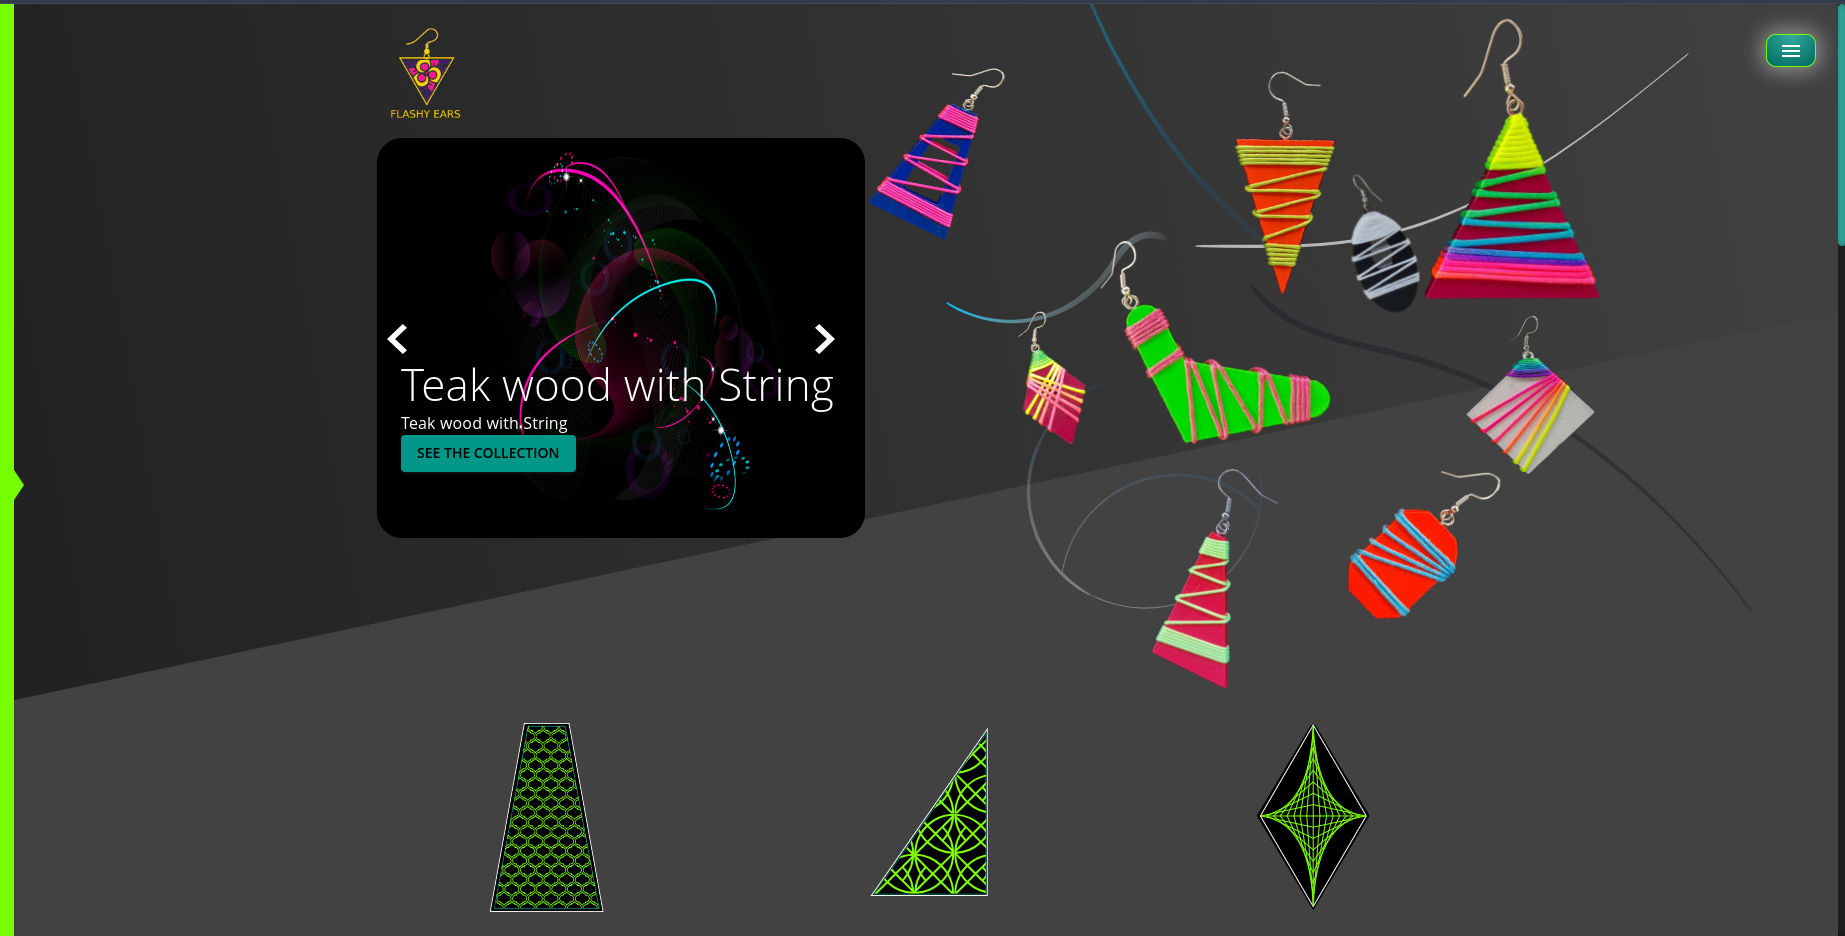 FLASHY EARS
Teak wood with String
Teak wood with String
SEE THE COLLECTION